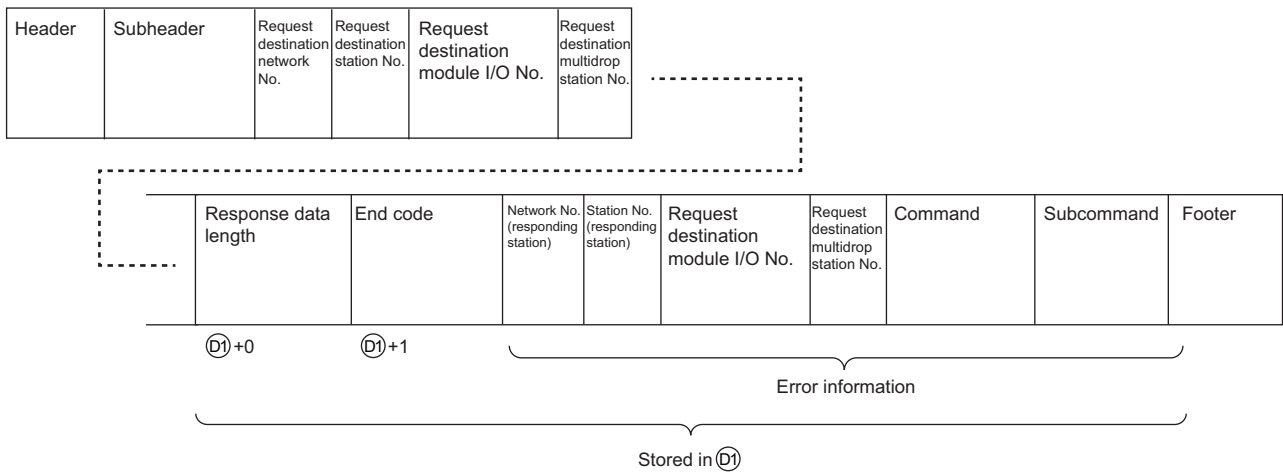 Header
Subheader
Request
destination
network
No.
Request
destination
station No.
Request
destination
module I/O No.
Request
destination
multidrop
station No.
Response data
length
End code
Network No.
(responding
station)
Station No.
(responding
station)
Request
destination
module I/O No.
Request
destination
multidrop
station No.
Command
Subcommand
Footer
D1+0
D1+1
Error information
Stored in D1